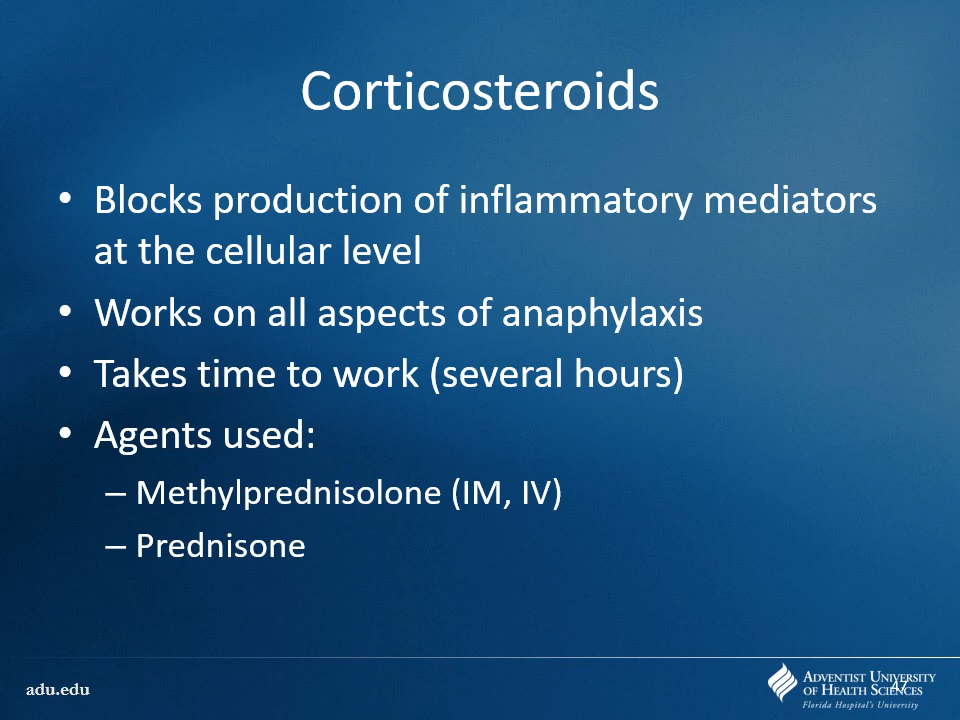 Corticosteroids
• Blocks production of inflammatory mediators
at the cellular level
• Works on all aspects of anaphylaxis
• Takes time to work (several hours)
• Agents used:
– Methylprednisolone (IM, IV)
– Prednisone
adu.edu
ADVENTIST UNIVERSITY
OF HEALTH SCIENCES
47
Florida Hospital's University